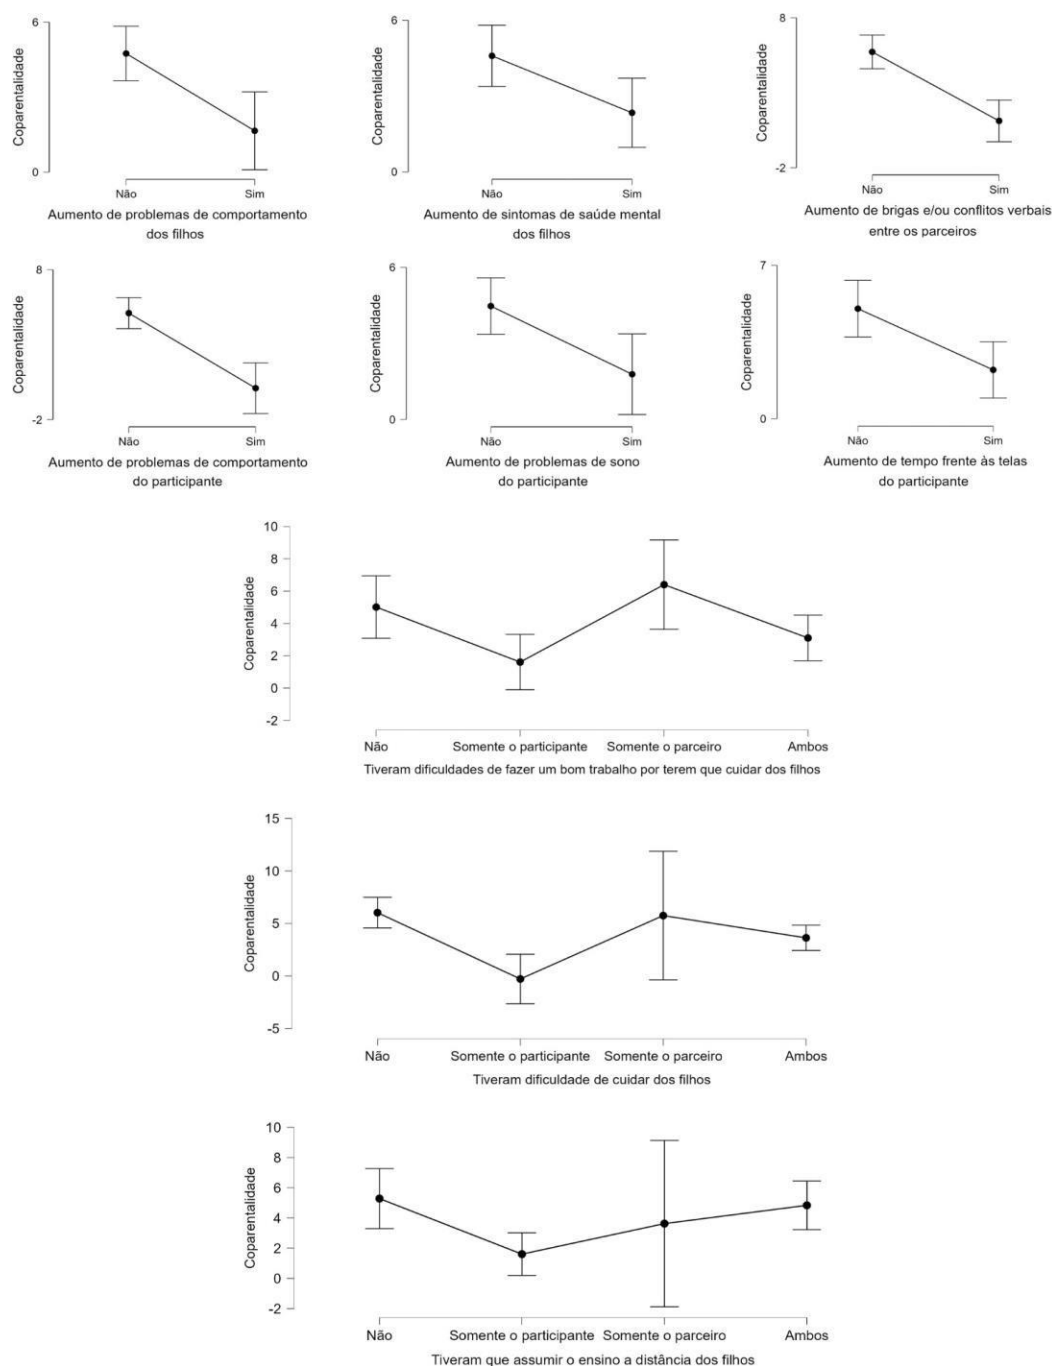 6
Coparentalidade
0
Não
Sim
Aumento de problemas de comportamento
dos filhos
6
Coparentalidade
0
Não
Sim
Aumento de sintomas de saúde mental
dos filhos
8
Coparentalidade
-2
Não
Sim
Aumento de brigas e/ou conflitos verbais
entre os parceiros
8
Coparentalidade
-2
Não
Sim
Aumento de problemas de comportamento
do participante
6
Coparentalidade
0
Não
Sim
Aumento de problemas de sono
do participante
7
Coparentalidade
0
Não
Sim
Aumento de tempo frente às telas
do participante
10
8
6
4
2
0
-2
Coparentalidade
Não
Somente o participante
Somente o parceiro
Ambos
Tiveram dificuldades de fazer um bom trabalho por terem que cuidar dos filhos
15
10
5
0
-5
Coparentalidade
Não
Somente o participante
Somente o parceiro
Ambos
Tiveram dificuldade de cuidar dos filhos
10
8
6
4
2
0
-2
Coparentalidade
Não
Somente o participante
Somente o parceiro
Ambos
Tiveram que assumir o ensino a distância dos filhos